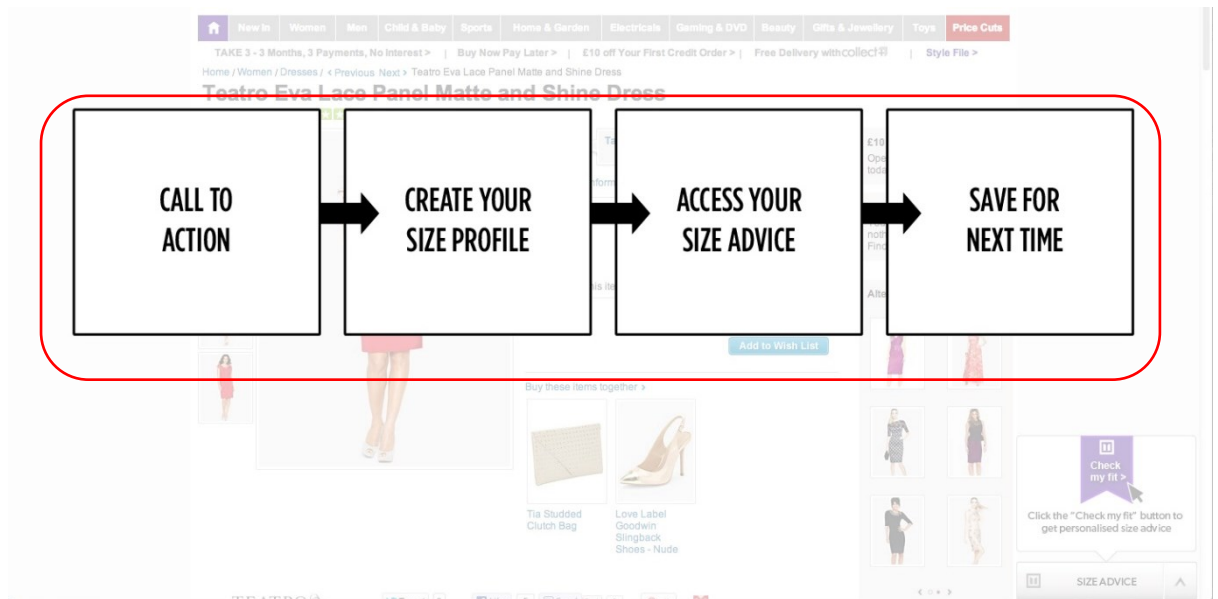 New In Women Men Child & Baby Sports Home & Garden Electricals Gaming & DVD Beauty Gifts & Jewellery Toys Price Cuts
TAKE 3 - 3 Months, 3 Payments, No Interest > | Buy Now Pay Later > | £10 off Your First Credit Order > | Free Delivery with collect+ | Style File >
Home / Women / Dresses / < Previous Next > Teatro Eva Lace Panel Matte and Shine Dress
Teatro Eva Lace Panel Matte and Shine Dress
£10
CALL TO
ACTION
CREATE YOUR
SIZE PROFILE
ACCESS YOUR
SIZE ADVICE
SAVE FOR
NEXT TIME
Add to Wish List
Buy these items together >
Tia Studded
Clutch Bag
Love Label
Goodwin
Slingback
Shoes - Nude
Check
my fit >
Click the "Check my fit" button to
get personalised size advice
SIZE ADVICE